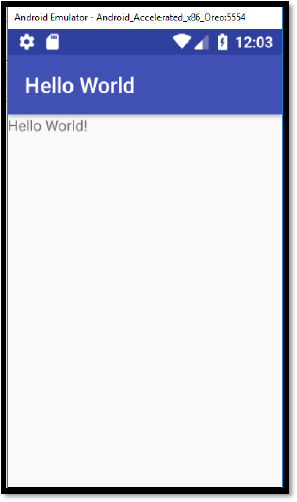 Android Emulator - Android_Accelerated_x86_Oreo:5554
12:03
Hello World
Hello World!